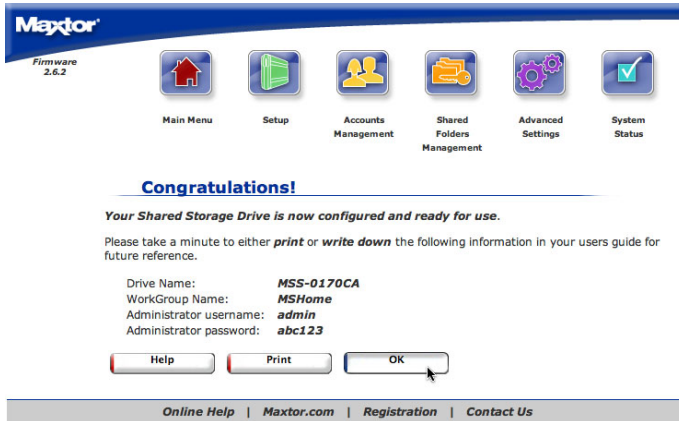 Maxtor
Firmware
2.6.2
Main Menu
Setup
Accounts
Management
Shared
Folders
Management
Advanced
Settings
System
Status
Congratulations!
Your Shared Storage Drive is now configured and ready for use.
Please take a minute to either print or write down the following information in your users guide for
future reference.
Drive Name: MSS-0170CA
WorkGroup Name: MSHome
Administrator username: admin
Administrator password: abc123
Help Print OK
Online Help | Maxtor.com | Registration | Contact Us